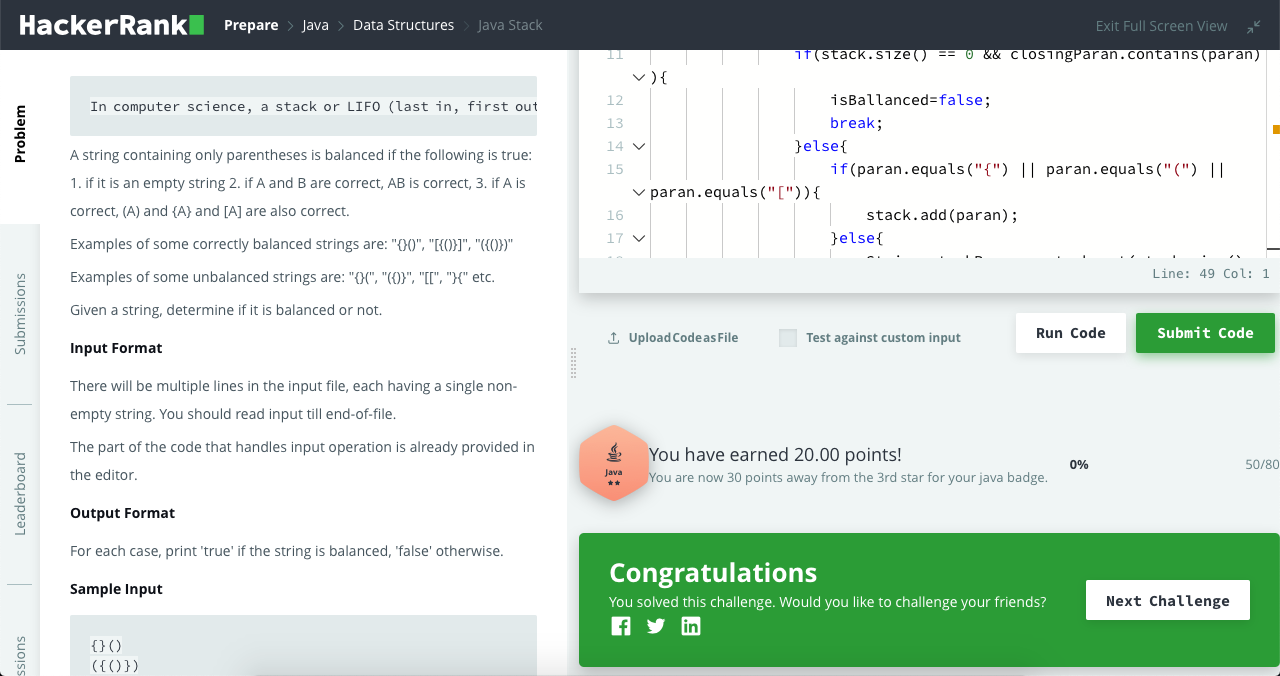 HackerRank Prepare Java Data Structures Java Stack Exit Full Screen View
Problem
Submissions
Leaderboard
ssions
In computer science, a stack or LIFO (last in, first out
A string containing only parentheses is balanced if the following is true:
1. if it is an empty string 2. if A and B are correct, AB is correct, 3. if A is
correct, (A) and {A} and [A] are also correct.
Examples of some correctly balanced strings are: "{}()", "[{()}]", "({()})"
Examples of some unbalanced strings are: "{}(", "({)}", "[[", "}{" etc.
Given a string, determine if it is balanced or not.
Input Format
There will be multiple lines in the input file, each having a single non-
empty string. You should read input till end-of-file.
The part of the code that handles input operation is already provided in
the editor.
Output Format
For each case, print 'true' if the string is balanced, 'false' otherwise.
Sample Input
{}()
({()})
11 if(stack.size() == 0 && closingParan.contains(paran)
){
12 isBallanced=false;
13 break;
14 }else{
15 if(paran.equals("{") || paran.equals("(") ||
paran.equals("[")){
16 stack.add(paran);
17 }else{
Line: 49 Col: 1
Upload Code as File Test against custom input Run Code Submit Code
Java
You have earned 20.00 points!
You are now 30 points away from the 3rd star for your java badge.
0% 50/80
Congratulations
You solved this challenge. Would you like to challenge your friends?
Next Challenge